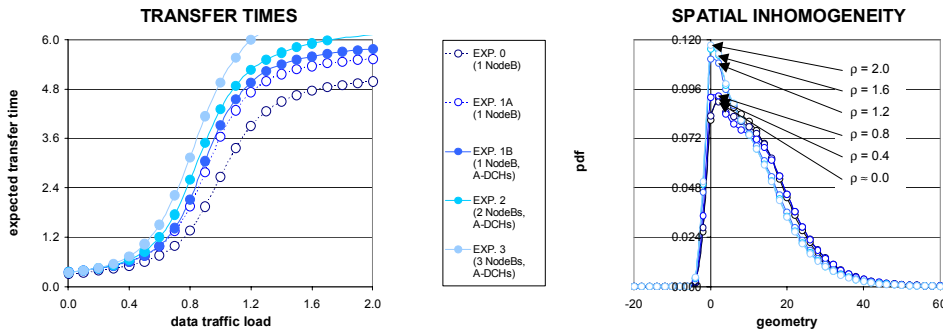 TRANSFER TIMES
6.0
4.8
3.6
2.4
1.2
0.0
expected transfer time
0.0 0.4 0.8 1.2 1.6 2.0
data traffic load
EXP. 0
(1 NodeB)
EXP. 1A
(1 NodeB)
EXP. 1B
(1 NodeB,
A-DCHs)
EXP. 2
(2 NodeBs,
A-DCHs)
EXP. 3
(3 NodeBs,
A-DCHs)
SPATIAL INHOMOGENEITY
0.120
0.096
0.072
0.048
0.024
0.000
pdf
ρ = 2.0
ρ = 1.6
ρ = 1.2
ρ = 0.8
ρ = 0.4
ρ ≈ 0.0
-20 0 20 40 60
geometry